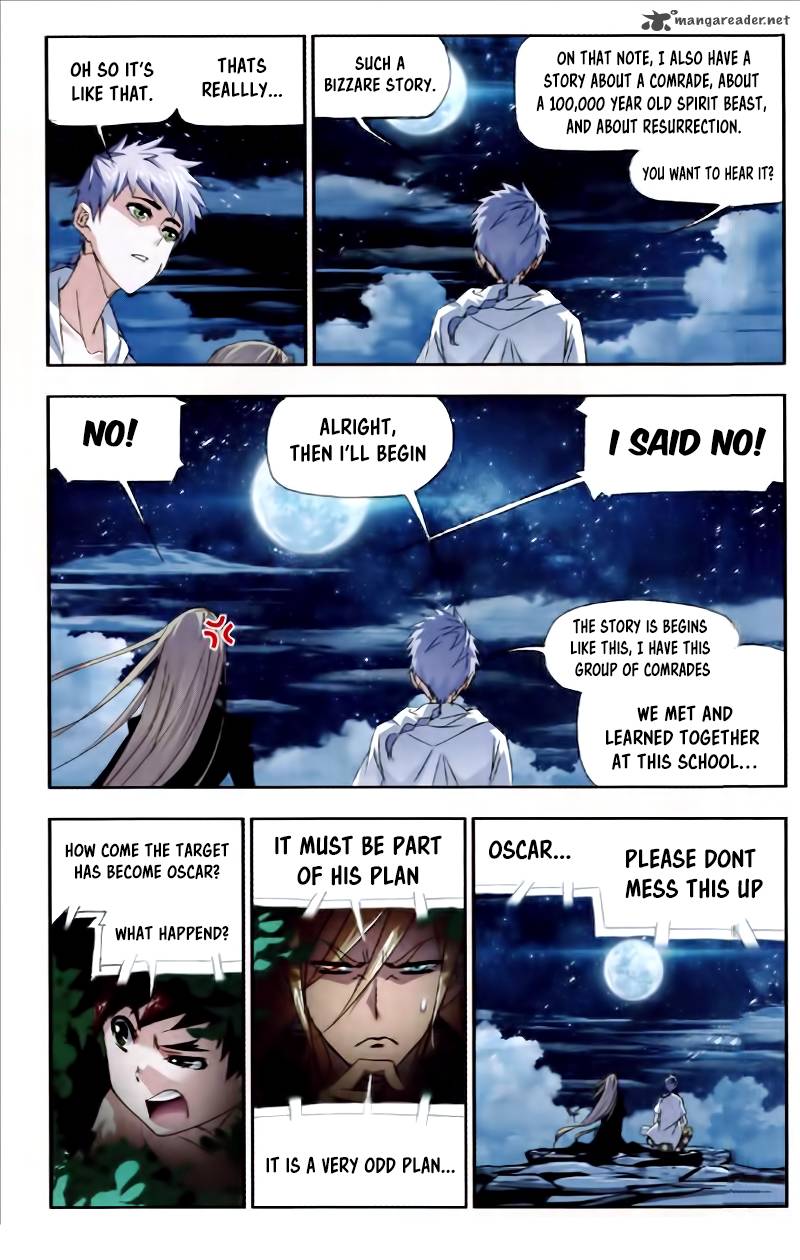 mangareader.net
OH SO IT'S
LIKE THAT.
THATS
REALLLY...
SUCH A
BIZZARE STORY.
ON THAT NOTE, I ALSO HAVE A
STORY ABOUT A COMRADE, ABOUT
A 100,000 YEAR OLD SPIRIT BEAST,
AND ABOUT RESURRECTION.
YOU WANT TO HEAR IT?
NO!
ALRIGHT,
THEN I'LL BEGIN
I SAID NO!
THE STORY IS BEGINS
LIKE THIS, I HAVE THIS
GROUP OF COMRADES
WE MET AND
LEARNED TOGETHER
AT THIS SCHOOL...
HOW COME THE TARGET
HAS BECOME OSCAR?
WHAT HAPPEND?
IT MUST BE PART
OF HIS PLAN
IT IS A VERY ODD PLAN...
OSCAR...
PLEASE DONT
MESS THIS UP